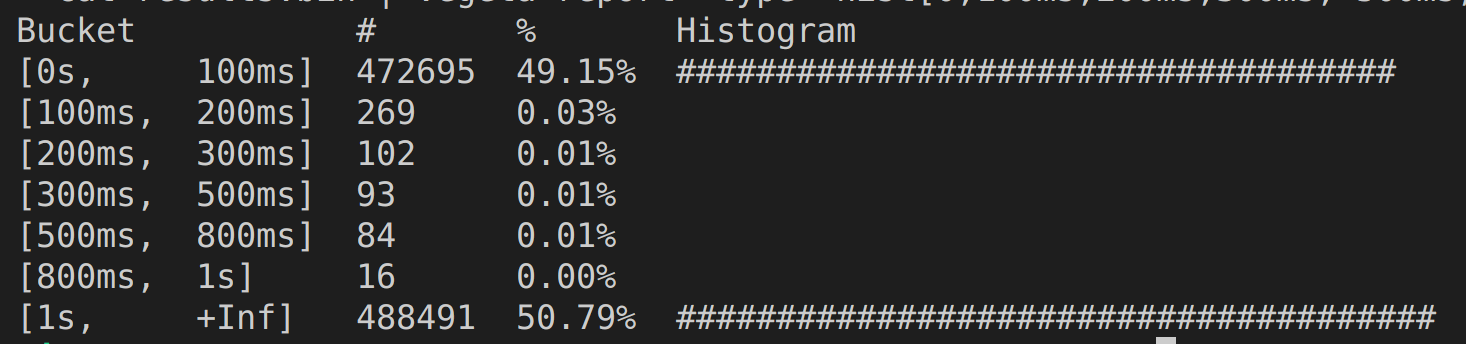 Bucket # % Histogram
[0s, 100ms] 472695 49.15% ####################################
[100ms, 200ms] 269 0.03%
[200ms, 300ms] 102 0.01%
[300ms, 500ms] 93 0.01%
[500ms, 800ms] 84 0.01%
[800ms, 1s] 16 0.00%
[1s, +Inf] 488491 50.79% ######################################